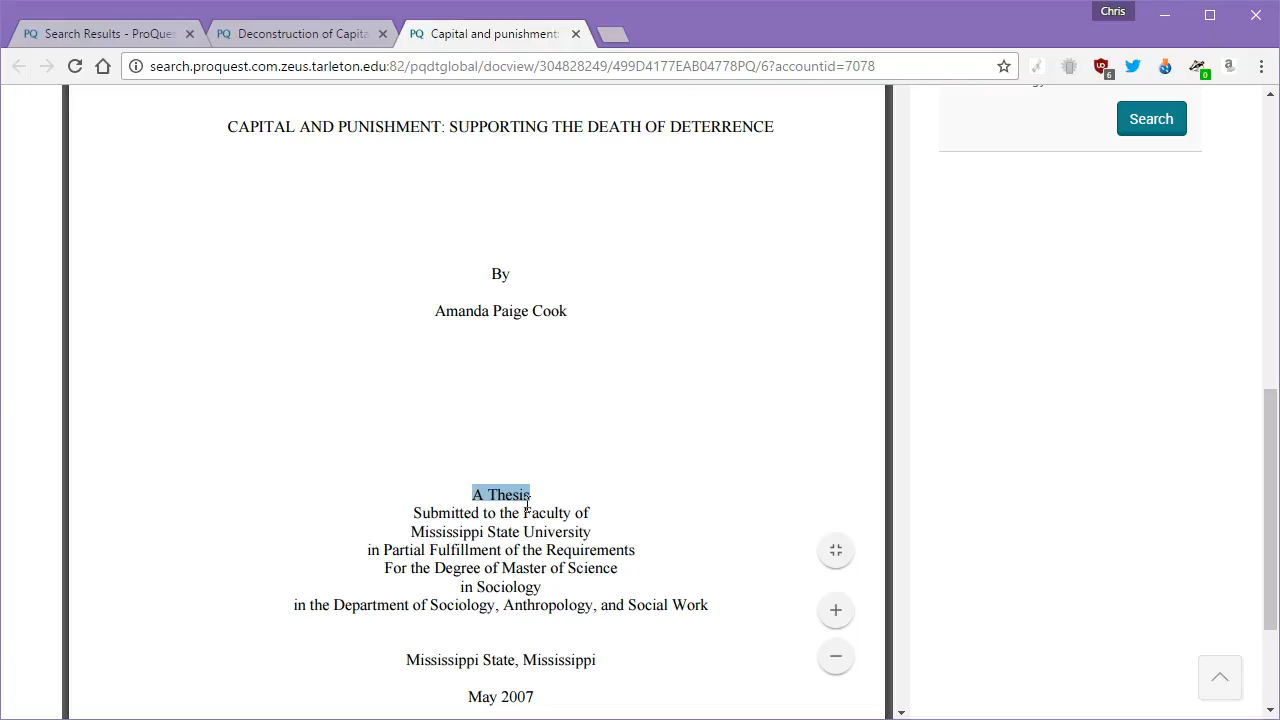 Chris
PQ Search Results - ProQues
PQ Deconstruction of Capita
PQ Capital and punishment:
search.proquest.com.zeus.tarleton.edu:82/pqdtglobal/docview/304828249/499D4177EAB04778PQ/6?accountid=7078
6
0
a
Search
CAPITAL AND PUNISHMENT: SUPPORTING THE DEATH OF DETERRENCE
By
Amanda Paige Cook
A Thesis
Submitted to the Faculty of
Mississippi State University
in Partial Fulfillment of the Requirements
For the Degree of Master of Science
in Sociology
in the Department of Sociology, Anthropology, and Social Work
Mississippi State, Mississippi
May 2007